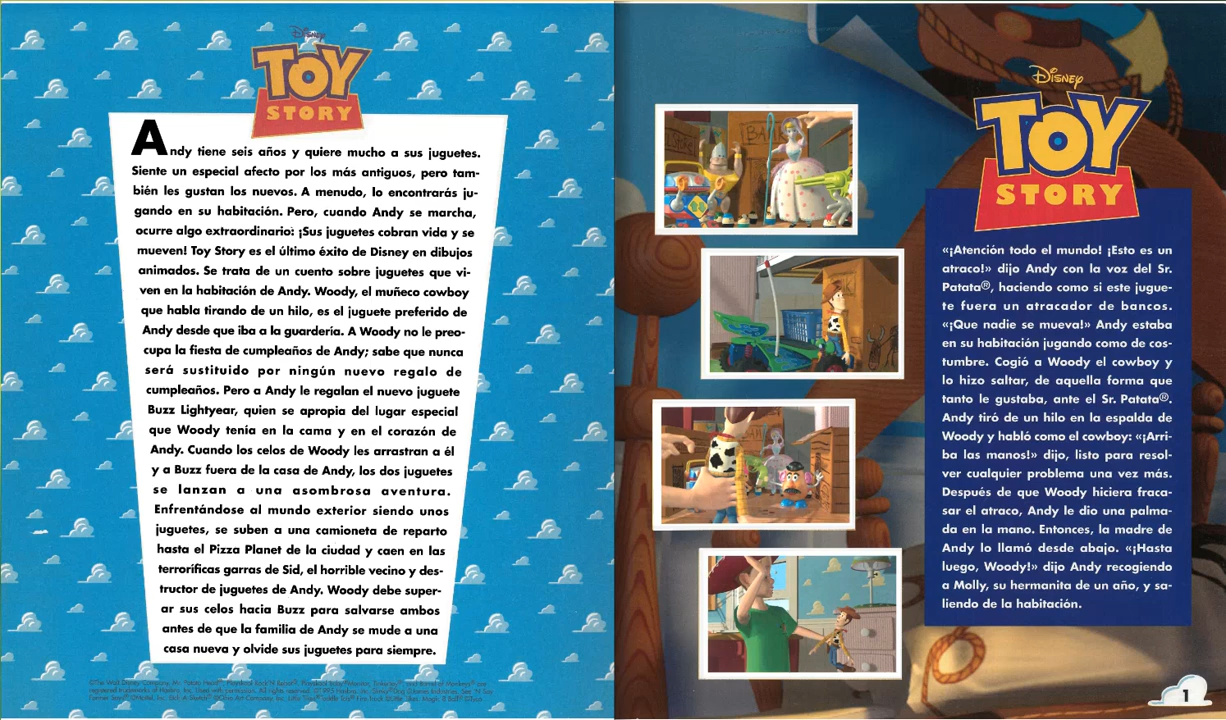 Disney
TOY
STORY
Andy tiene seis años y quiere mucho a sus juguetes.
Siente un especial afecto por los más antiguos, pero tam-
bién les gustan los nuevos. A menudo, lo encontrarás ju-
gando en su habitación. Pero, cuando Andy se marcha,
ocurre algo extraordinario: ¡Sus juguetes cobran vida y se
mueven! Toy Story es el último éxito de Disney en dibujos
animados. Se trata de un cuento sobre juguetes que vi-
ven en la habitación de Andy. Woody, el muñeco cowboy
que habla tirando de un hilo, es el juguete preferido de
Andy desde que iba a la guardería. A Woody no le preo-
cupa la fiesta de cumpleaños de Andy; sabe que nunca
será sustituido por ningún nuevo regalo de
cumpleaños. Pero a Andy le regalan el nuevo juguete
Buzz Lightyear, quien se apropia del lugar especial
que Woody tenía en la cama y en el corazón de
Andy. Cuando los celos de Woody les arrastran a él
y a Buzz fuera de la casa de Andy, los dos juguetes
se lanzan a una asombrosa aventura.
Enfrentándose al mundo exterior siendo unos
juguetes, se suben a una camioneta de reparto
hasta el Pizza Planet de la ciudad y caen en las
terroríficas garras de Sid, el horrible vecino y des-
tructor de juguetes de Andy. Woody debe super-
ar sus celos hacia Buzz para salvarse ambos
antes de que la familia de Andy se mude a una
casa nueva y olvide sus juguetes para siempre.
Disney
TOY
STORY
«¡Atención todo el mundo! ¡Esto es un
atraco!» dijo Andy con la voz del Sr.
Patata®, haciendo como si este jugue-
te fuera un atracador de bancos.
«¡Que nadie se mueva!» Andy estaba
en su habitación jugando como de cos-
tumbre. Cogió a Woody el cowboy y
lo hizo saltar, de aquella forma que
tanto le gustaba, ante el Sr. Patata®.
Andy tiró de un hilo en la espalda de
Woody y habló como el cowboy: «¡Arri-
ba las manos!» dijo, listo para resol-
ver cualquier problema una vez más.
Después de que Woody hiciera fraca-
sar el atraco, Andy le dio una palma-
da en la mano. Entonces, la madre de
Andy lo llamó desde abajo. «¡Hasta
luego, Woody!» dijo Andy recogiendo
a Molly, su hermanita de un año, y sa-
liendo de la habitación.
1